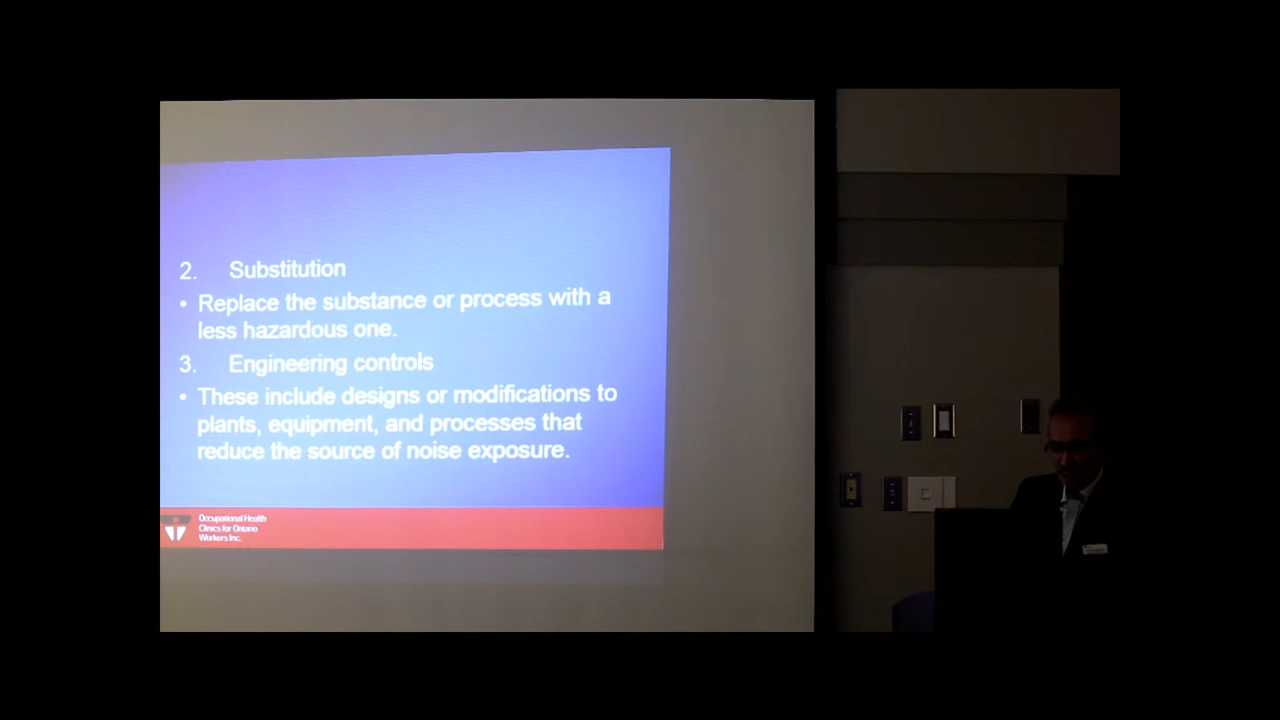 2. Substitution
• Replace the substance or process with a
less hazardous one.
3. Engineering controls
• These include designs or modifications to
plants, equipment, and processes that
reduce the source of noise exposure.
Occupational Health
Clinics for Ontario
Workers Inc.